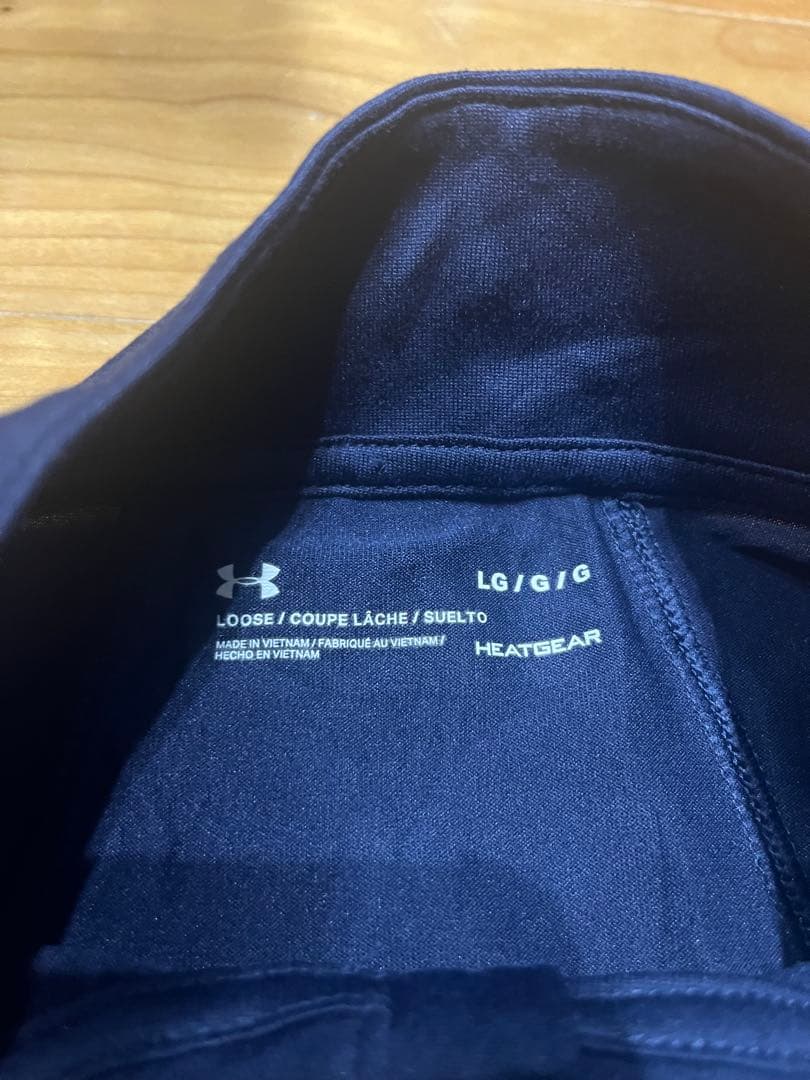 LG / G / G
LOOSE / COUPE LÂCHE / SUELTO
MADE IN VIETNAM / FABRIQUÉ AU VIETNAM /
HECHO EN VIETNAM
HEATGEAR